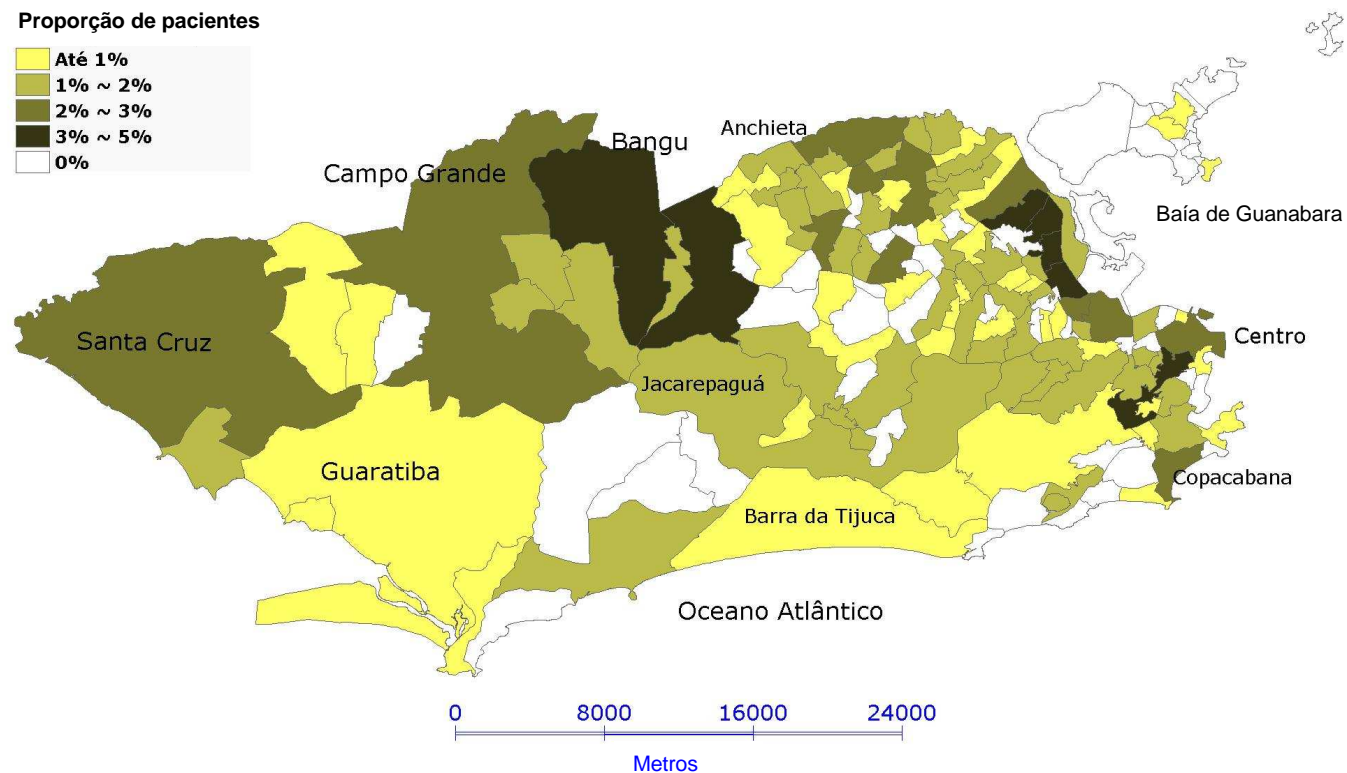 Proporção de pacientes
Até 1%
1% ~ 2%
2% ~ 3%
3% ~ 5%
0%
Anchieta
Bangu
Campo Grande
Baía de Guanabara
Santa Cruz
Centro
Jacarepaguá
Guaratiba
Copacabana
Barra da Tijuca
Oceano Atlântico
0 8000 16000 24000
Metros